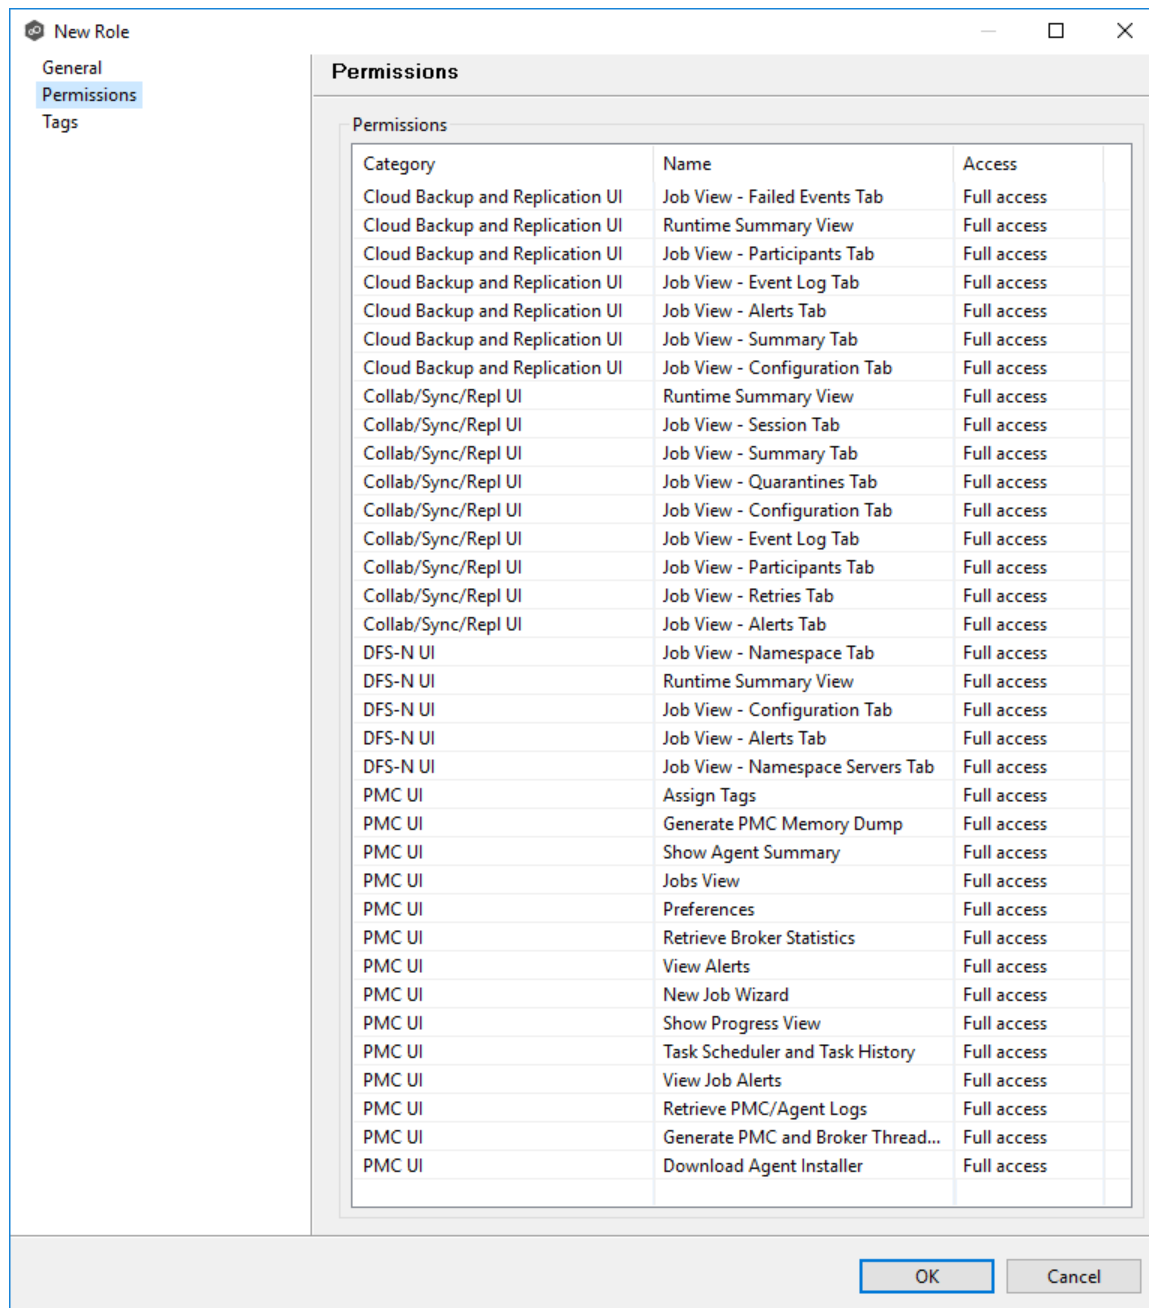 New Role
General
Permissions
Tags
Permissions
Permissions
Category Name Access
Cloud Backup and Replication UI Job View - Failed Events Tab Full access
Cloud Backup and Replication UI Runtime Summary View Full access
Cloud Backup and Replication UI Job View - Participants Tab Full access
Cloud Backup and Replication UI Job View - Event Log Tab Full access
Cloud Backup and Replication UI Job View - Alerts Tab Full access
Cloud Backup and Replication UI Job View - Summary Tab Full access
Cloud Backup and Replication UI Job View - Configuration Tab Full access
Collab/Sync/Repl UI Runtime Summary View Full access
Collab/Sync/Repl UI Job View - Session Tab Full access
Collab/Sync/Repl UI Job View - Summary Tab Full access
Collab/Sync/Repl UI Job View - Quarantines Tab Full access
Collab/Sync/Repl UI Job View - Configuration Tab Full access
Collab/Sync/Repl UI Job View - Event Log Tab Full access
Collab/Sync/Repl UI Job View - Participants Tab Full access
Collab/Sync/Repl UI Job View - Retries Tab Full access
Collab/Sync/Repl UI Job View - Alerts Tab Full access
DFS-N UI Job View - Namespace Tab Full access
DFS-N UI Runtime Summary View Full access
DFS-N UI Job View - Configuration Tab Full access
DFS-N UI Job View - Alerts Tab Full access
DFS-N UI Job View - Namespace Servers Tab Full access
PMC UI Assign Tags Full access
PMC UI Generate PMC Memory Dump Full access
PMC UI Show Agent Summary Full access
PMC UI Jobs View Full access
PMC UI Preferences Full access
PMC UI Retrieve Broker Statistics Full access
PMC UI View Alerts Full access
PMC UI New Job Wizard Full access
PMC UI Show Progress View Full access
PMC UI Task Scheduler and Task History Full access
PMC UI View Job Alerts Full access
PMC UI Retrieve PMC/Agent Logs Full access
PMC UI Generate PMC and Broker Thread... Full access
PMC UI Download Agent Installer Full access
OK Cancel